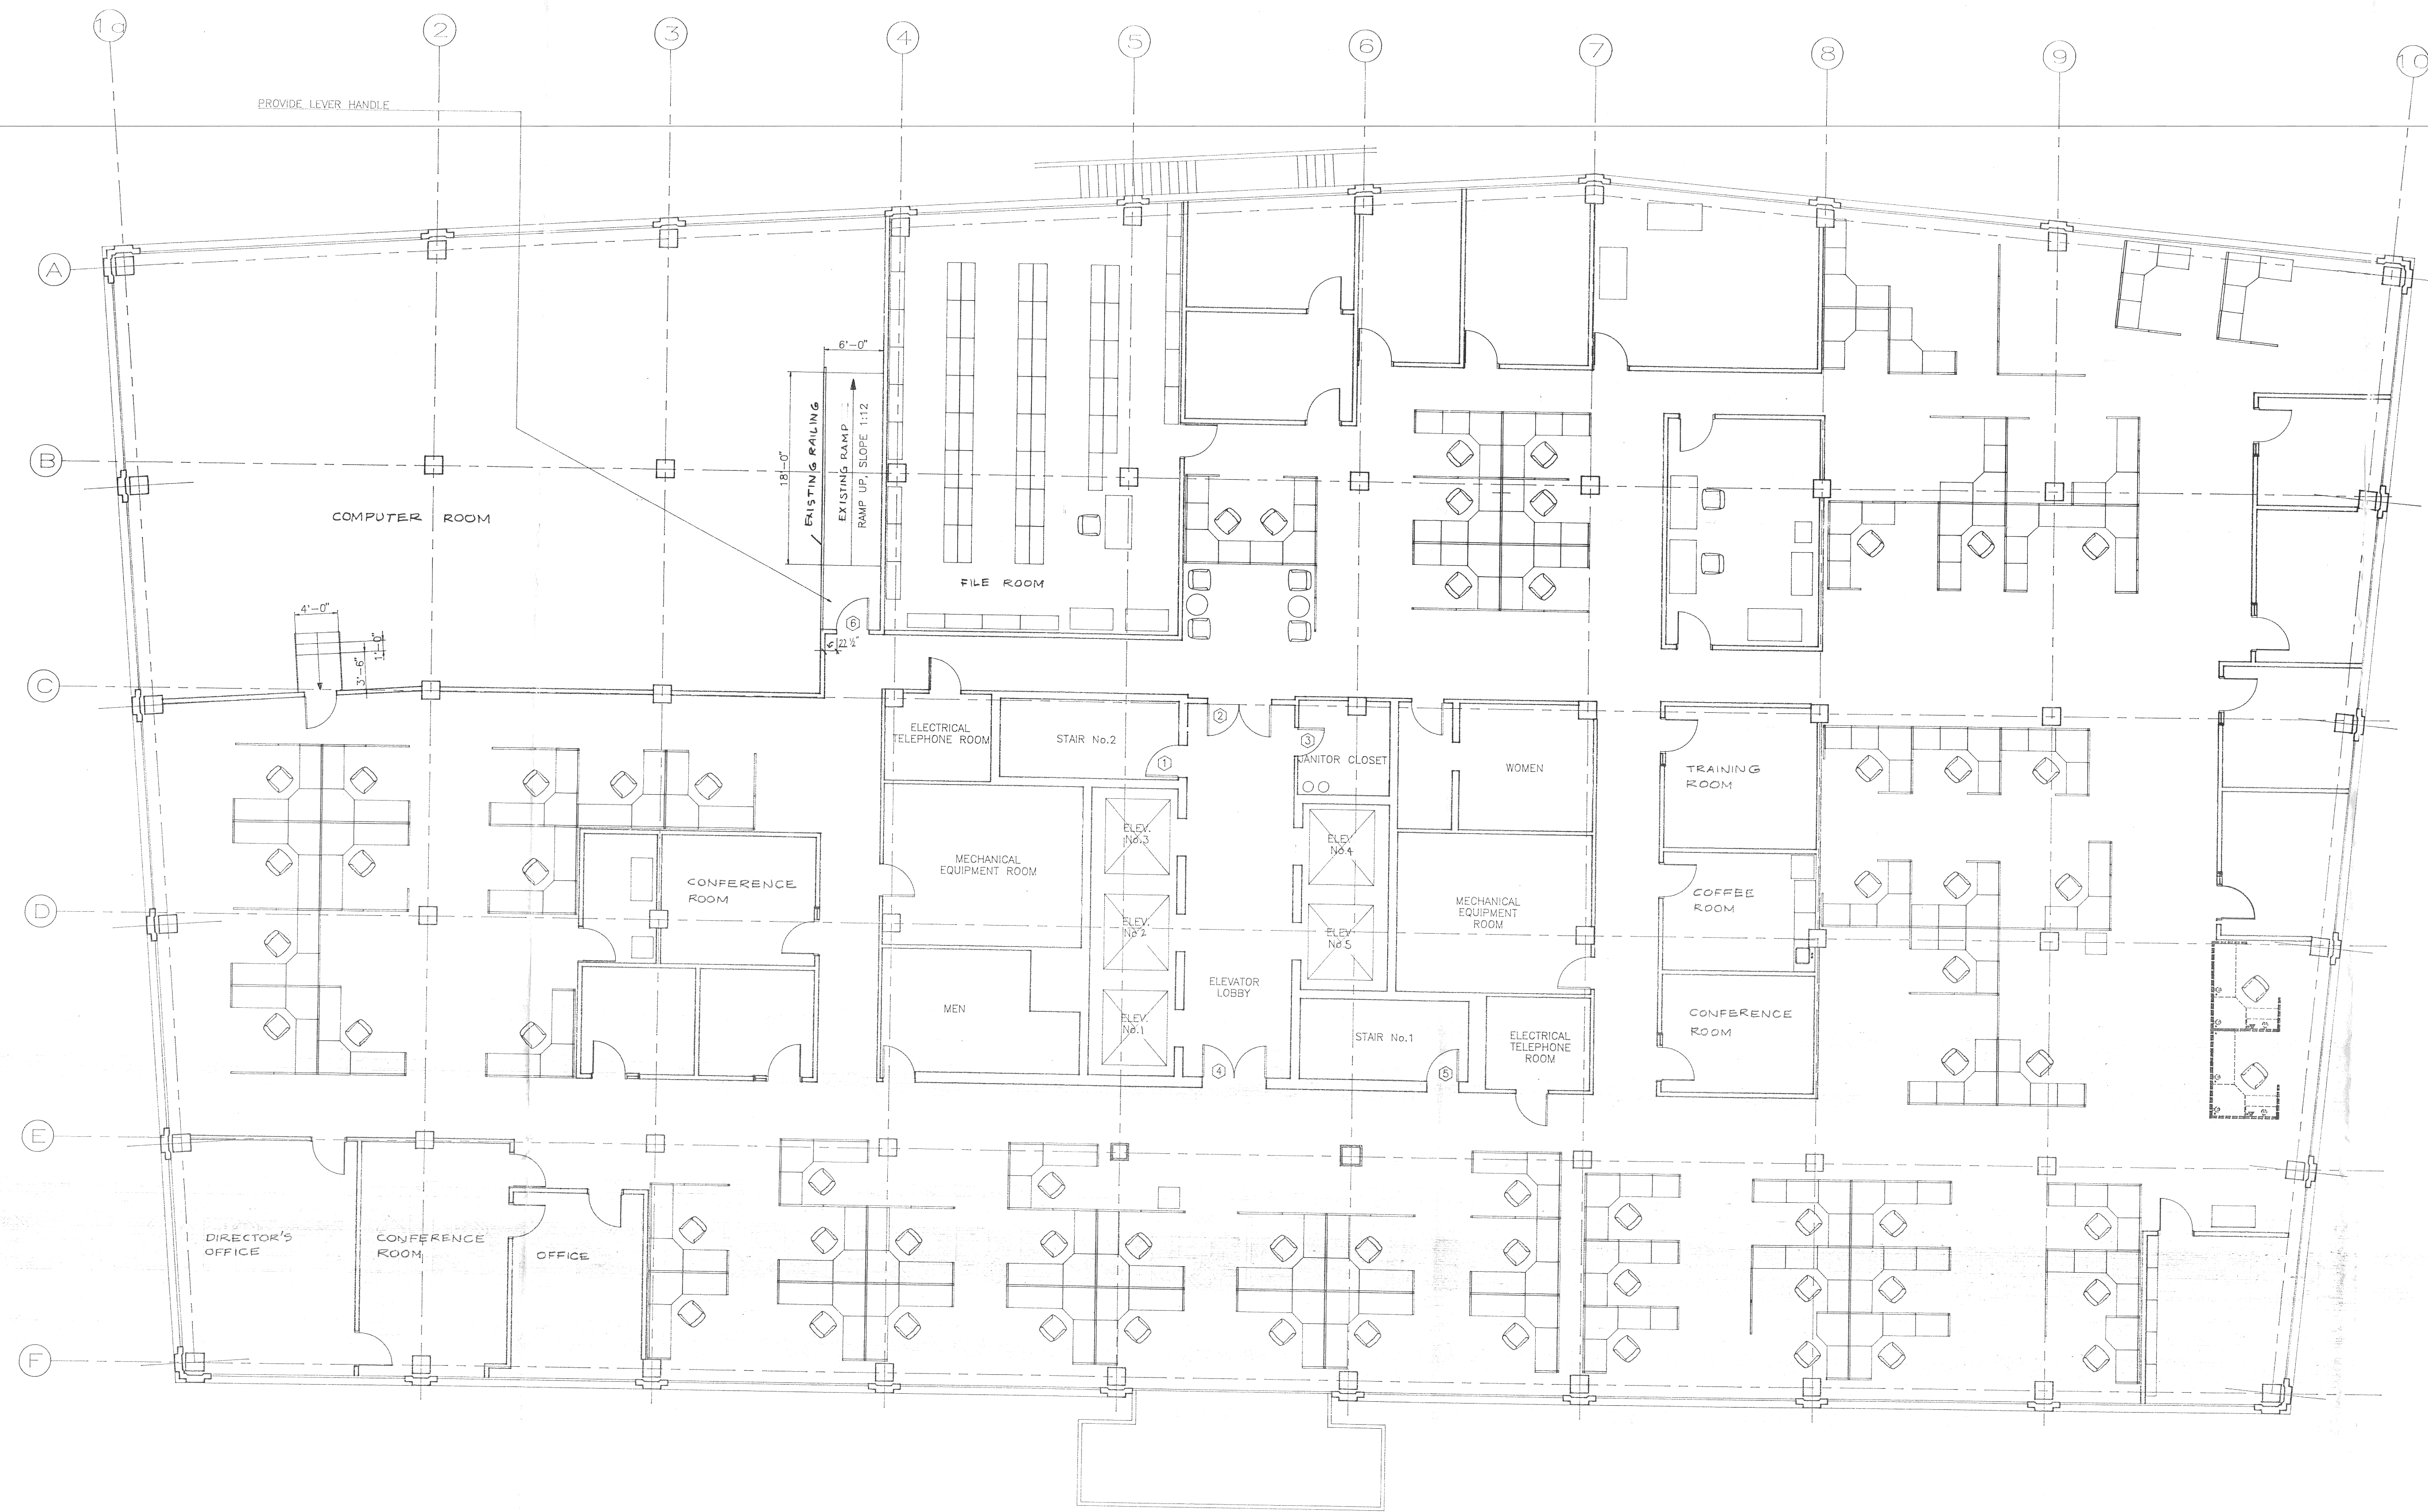 1a
2
3
4
5
6
7
8
9
10
PROVIDE LEVER HANDLE
A
B
C
D
E
F
6'-0"
18'-0"
EXISTING RAILING
EXISTING RAMP
RAMP UP, SLOPE 1:12
COMPUTER ROOM
FILE ROOM
4'-0"
1'-0"
3'-6"
6
6
22 ½"
ELECTRICAL
TELEPHONE ROOM
STAIR No.2
1
2
3
JANITOR CLOSET
WOMEN
TRAINING
ROOM
ELEV.
No.3
ELEV.
No.4
MECHANICAL
EQUIPMENT ROOM
CONFERENCE
ROOM
ELEV.
No.2
ELEV.
No.5
MECHANICAL
EQUIPMENT
ROOM
COFFEE
ROOM
ELEVATOR
LOBBY
MEN
ELEV.
No.1
STAIR No.1
ELECTRICAL
TELEPHONE
ROOM
CONFERENCE
ROOM
4
5
DIRECTOR'S
OFFICE
CONFERENCE
ROOM
OFFICE